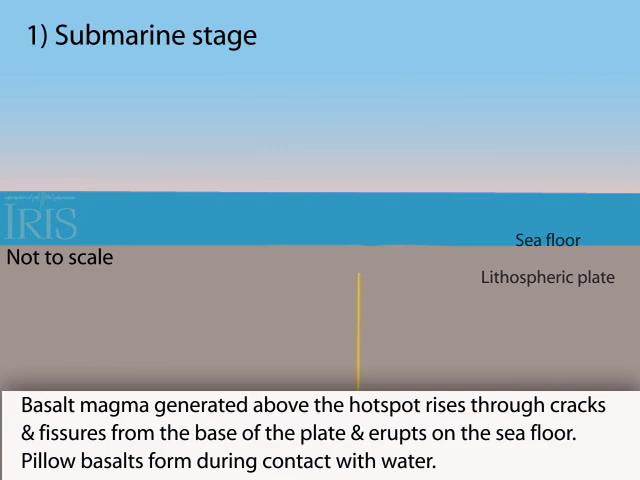 1) Submarine stage
IRIS
Sea floor
Not to scale
Lithospheric plate
Basalt magma generated above the hotspot rises through cracks
& fissures from the base of the plate & erupts on the sea floor.
Pillow basalts form during contact with water.